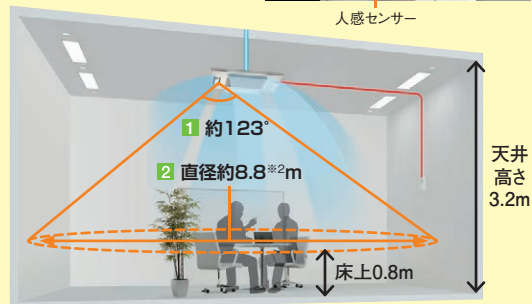 人感センサー
1 約123°
2 直径約8.8※2m
天井
高さ
3.2m
床上0.8m